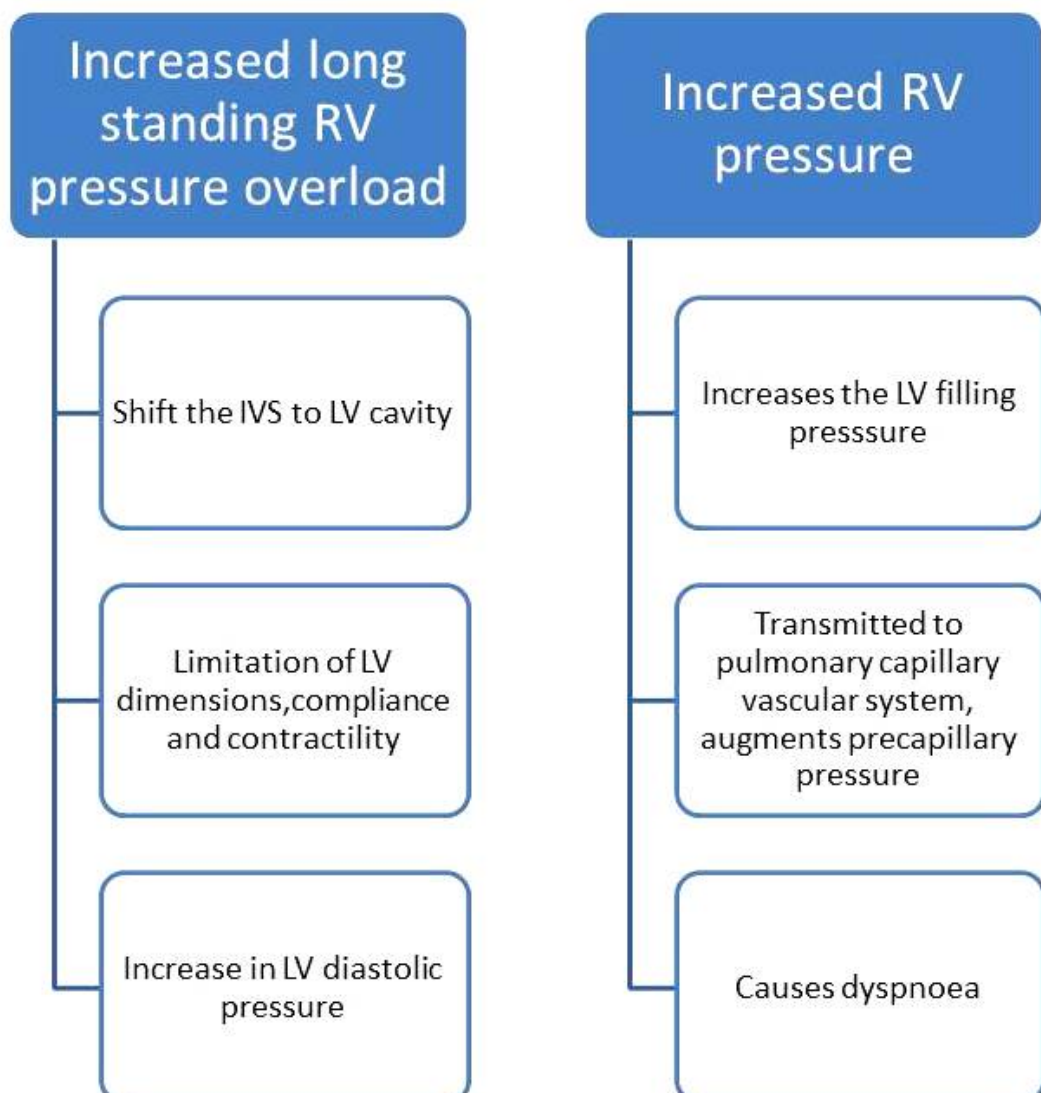 Increased long
standing RV
pressure overload
Shift the IVS to LV cavity
Limitation of LV
dimensions,compliance
and contractility
Increase in LV diastolic
pressure
Increased RV
pressure
Increases the LV filling
presssure
Transmitted to
pulmonary capillary
vascular system,
augments precapillary
pressure
Causes dyspnoea